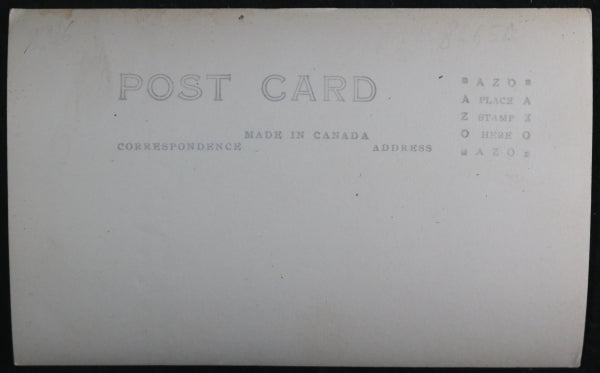 POST CARD
MADE IN CANADA
CORRESPONDENCE
ADDRESS
AZO
A PLACE A
Z STAMP Z
O HERE O
AZO